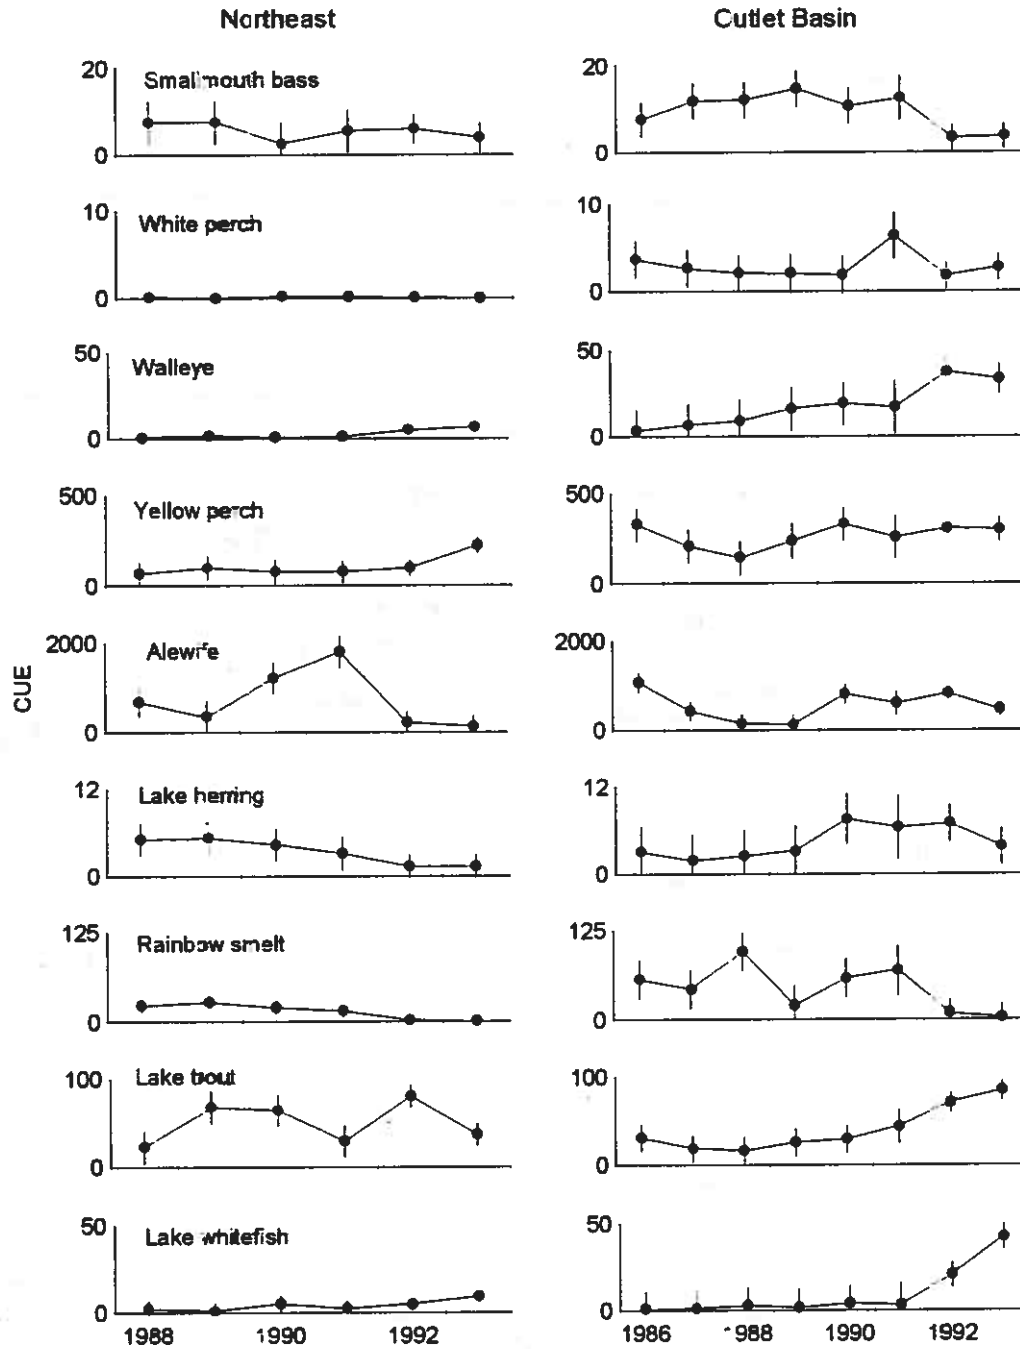 Northeast Cutlet Basin
20 Smallmouth bass 20
0 0
10 White perch 10
0 0
50 Walleye 50
0 0
500 Yellow perch 500
0 0
2000 Alewife 2000
CUE
0 0
12 Lake herring 12
0 0
125 Rainbow smelt 125
0 0
100 Lake trout 100
0 0
50 Lake whitefish 50
0 0
1988 1990 1992 1986 1988 1990 1992